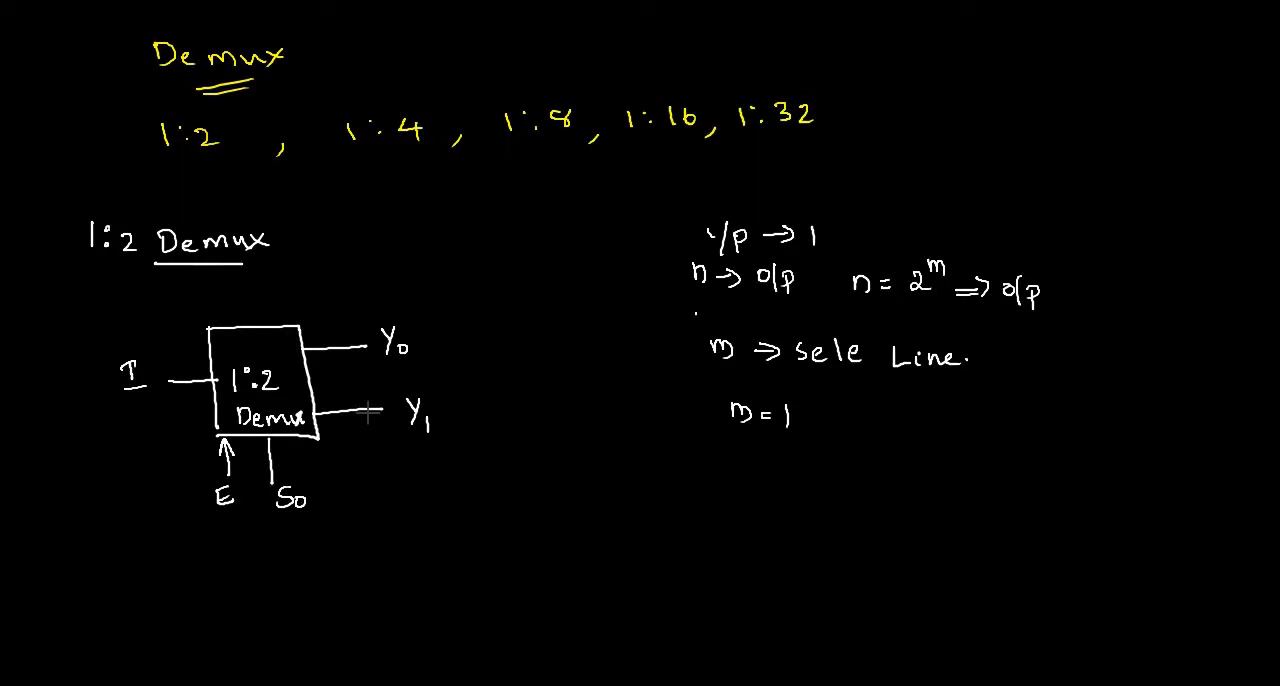 Demux
1:2 , 1:4 , 1:8 , 1:16 , 1:32
1:2 Demux
i/p → 1
n → o/p n = 2^m ⇒ o/p
m → sele Line.
m = 1
Y0
I
1:2
Demux
Y1
E S0